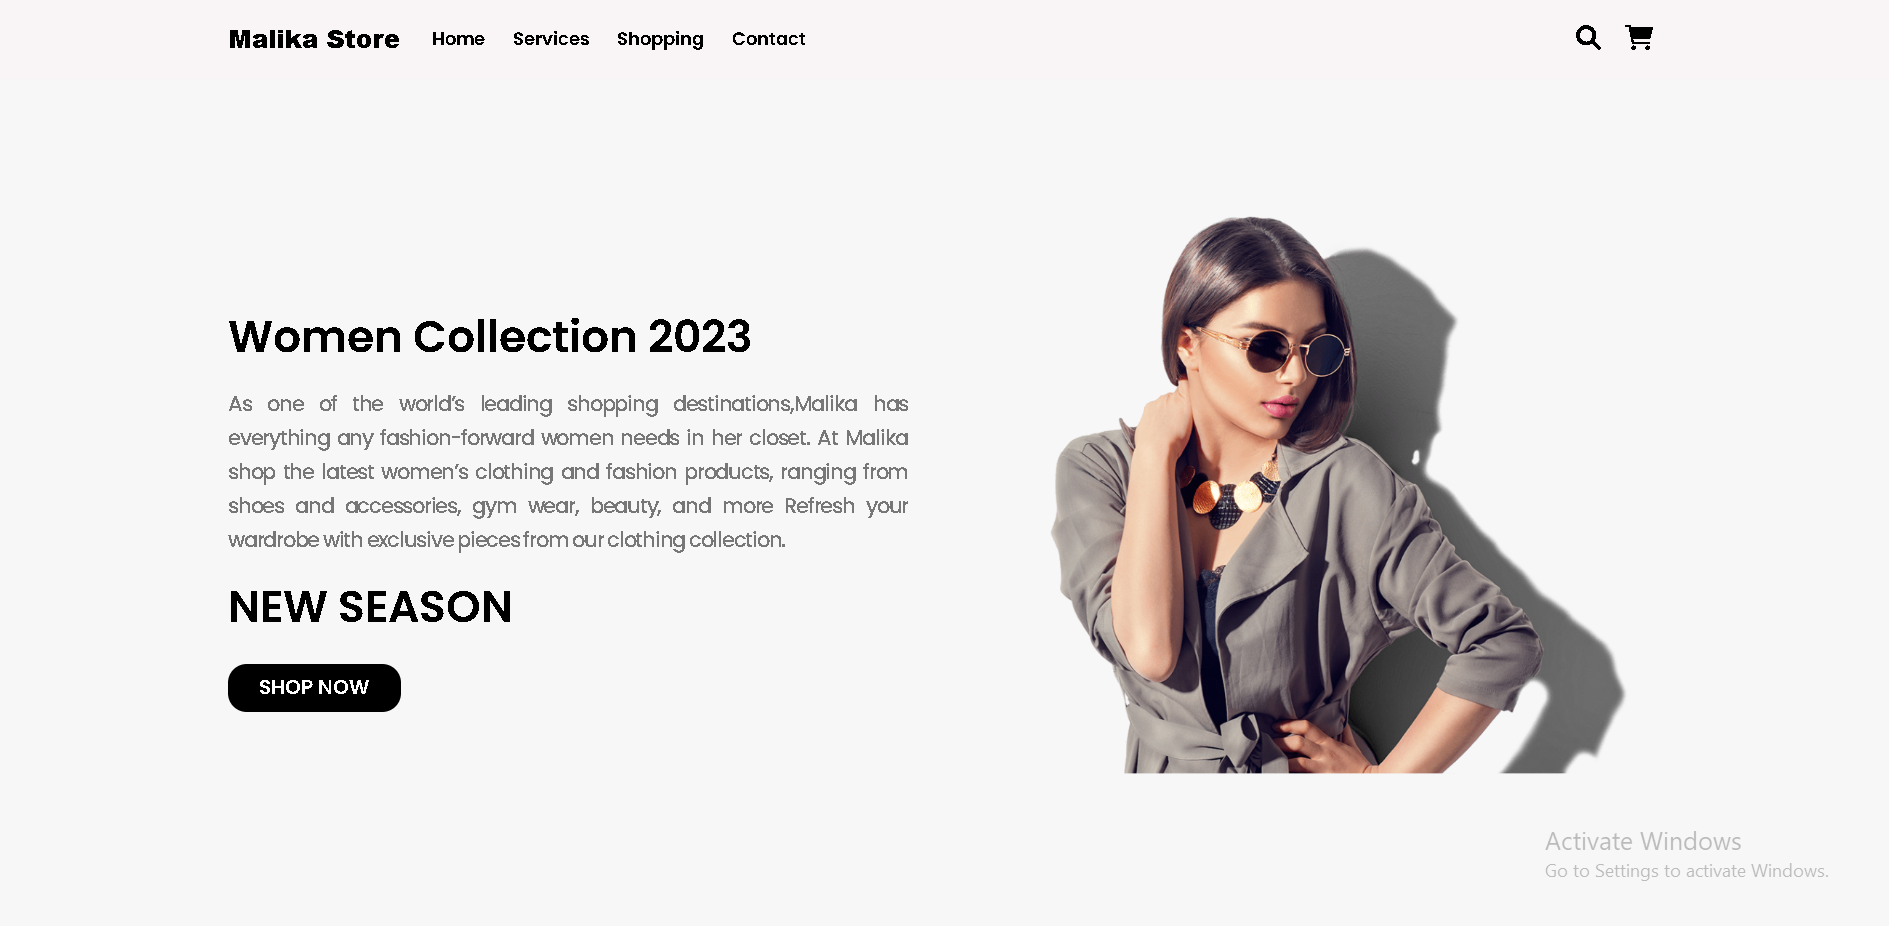 Malika Store Home Services Shopping Contact
Women Collection 2023
As one of the world's leading shopping destinations,Malika has
everything any fashion-forward women needs in her closet. At Malika
shop the latest women's clothing and fashion products, ranging from
shoes and accessories, gym wear, beauty, and more Refresh your
wardrobe with exclusive pieces from our clothing collection.
NEW SEASON
SHOP NOW
Activate Windows
Go to Settings to activate Windows.